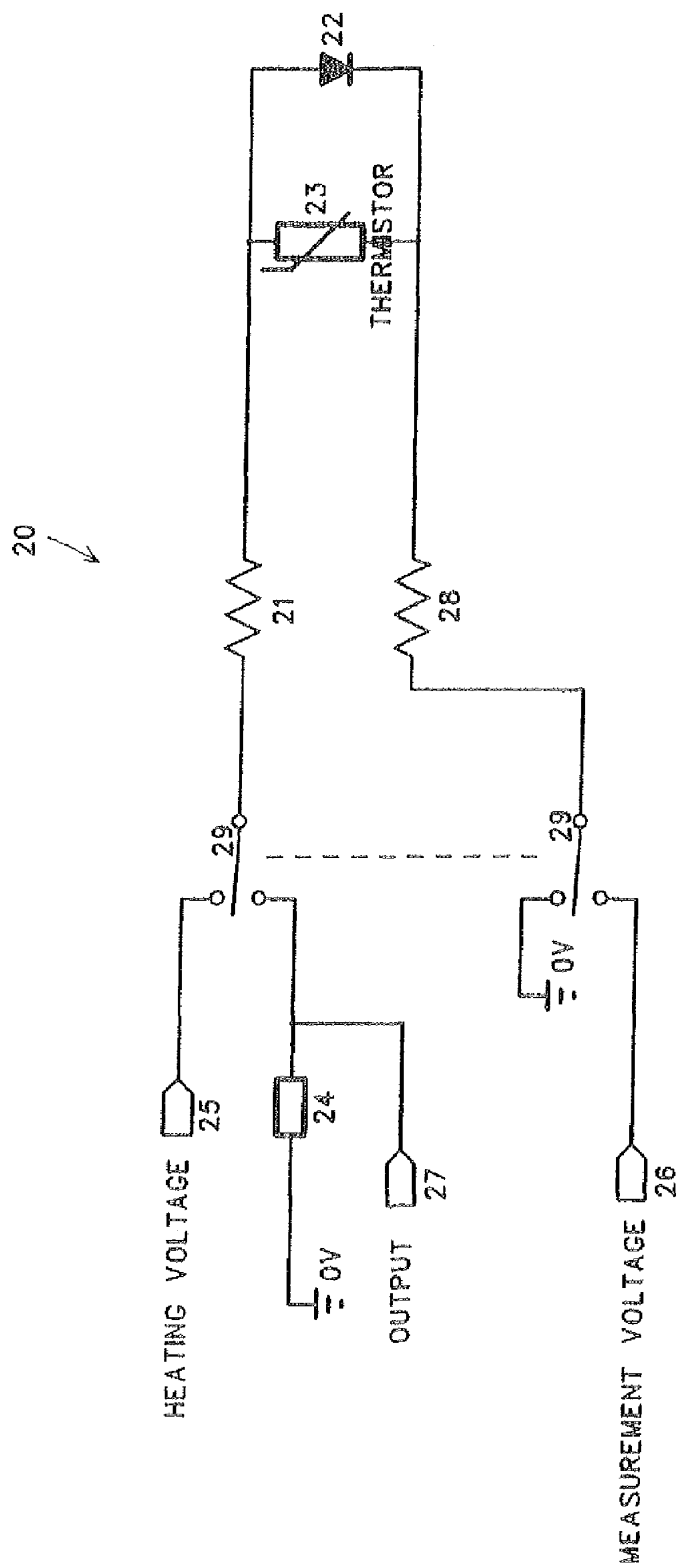 20
HEATING VOLTAGE
25
29
21
23
22
THERMISTOR
0V
24
OUTPUT
27
28
0V
29
MEASUREMENT VOLTAGE
26